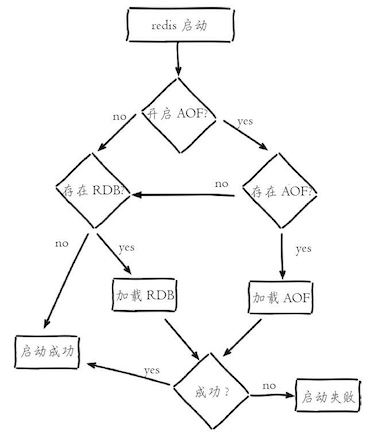 redis 启动
开启 AOF?
no
yes
存在 RDB?
no
存在 AOF?
no
yes
yes
加载 RDB
加载 AOF
启动成功
yes
成功？
no
启动失败